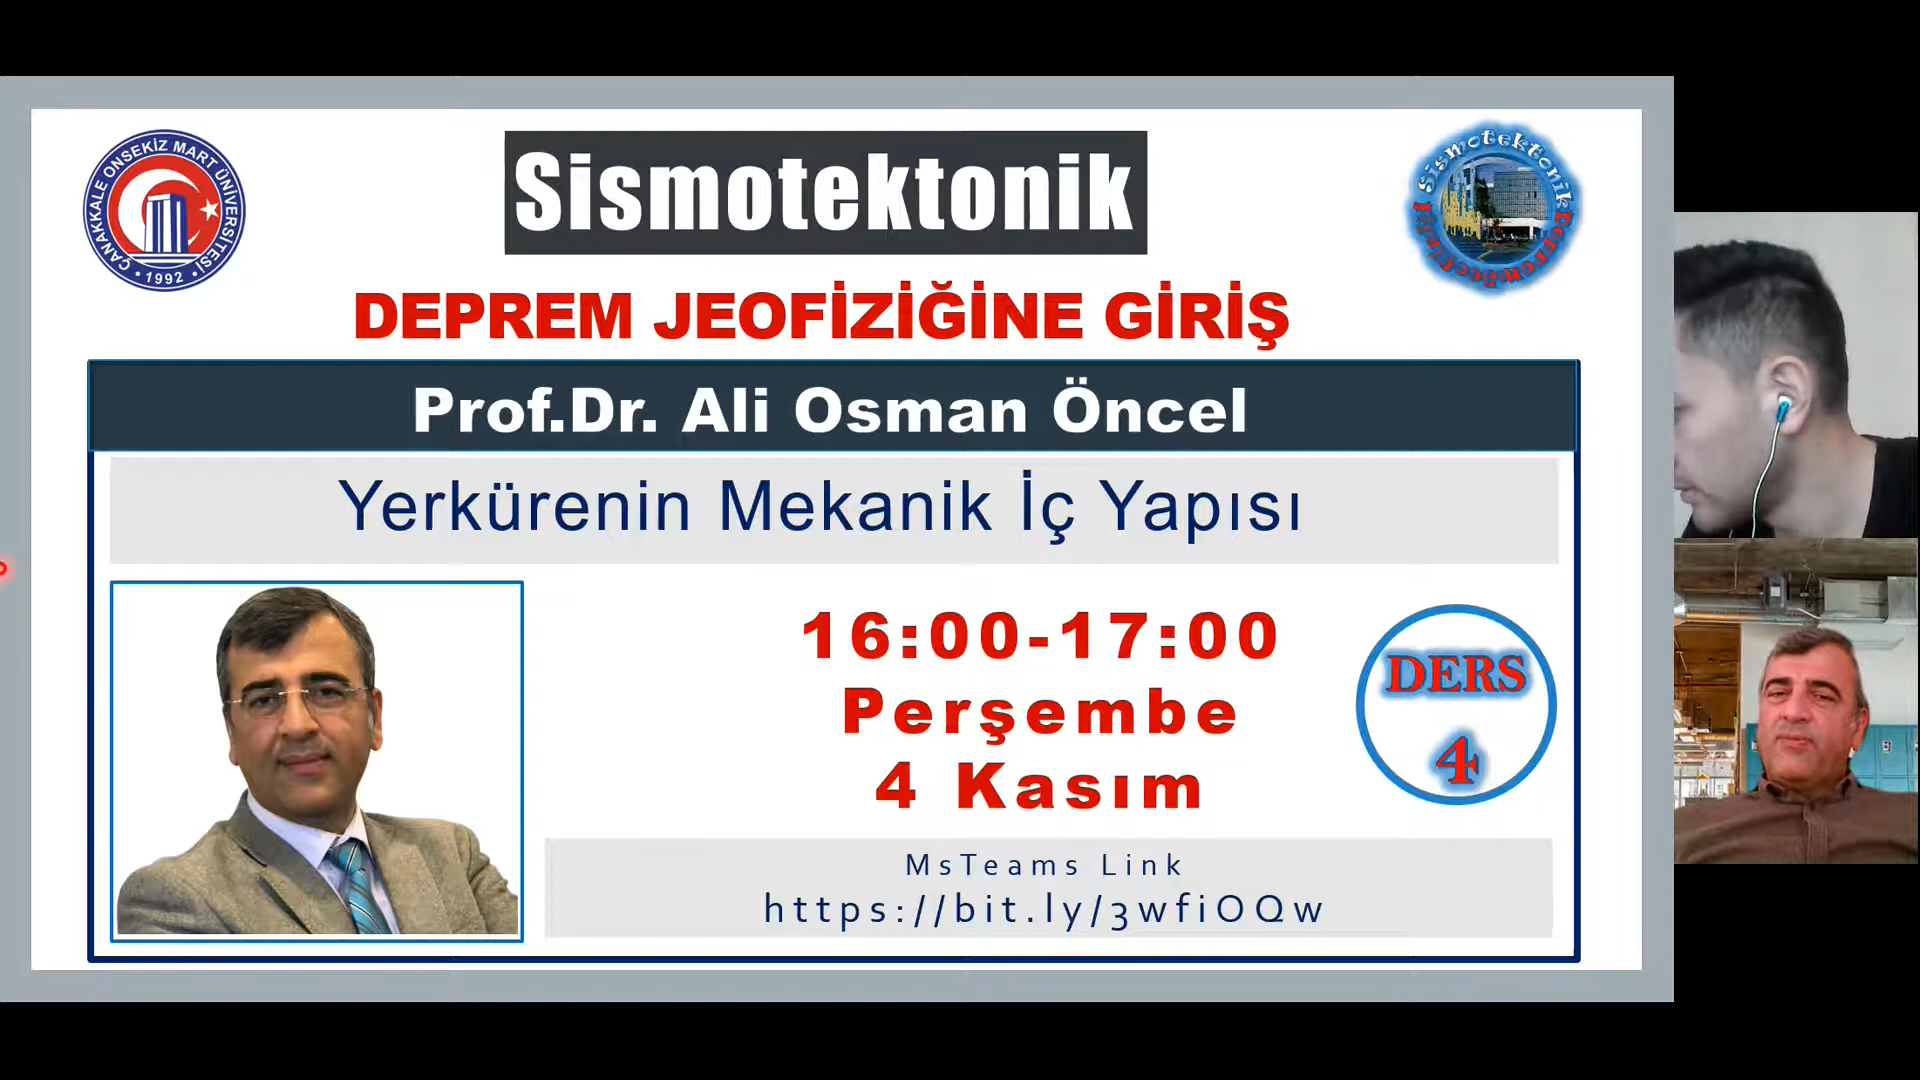 ÇANAKKALE ONSEKİZ MART ÜNİVERSİTESİ
• 1992 •
Sismotektonik
Sismotektonik
DEPREM JEOFİZİĞİNE GİRİŞ
Prof.Dr. Ali Osman Öncel
Yerkürenin Mekanik İç Yapısı
16:00-17:00
Perşembe
4 Kasım
DERS
4
MsTeams Link
https://bit.ly/3wfiOQw